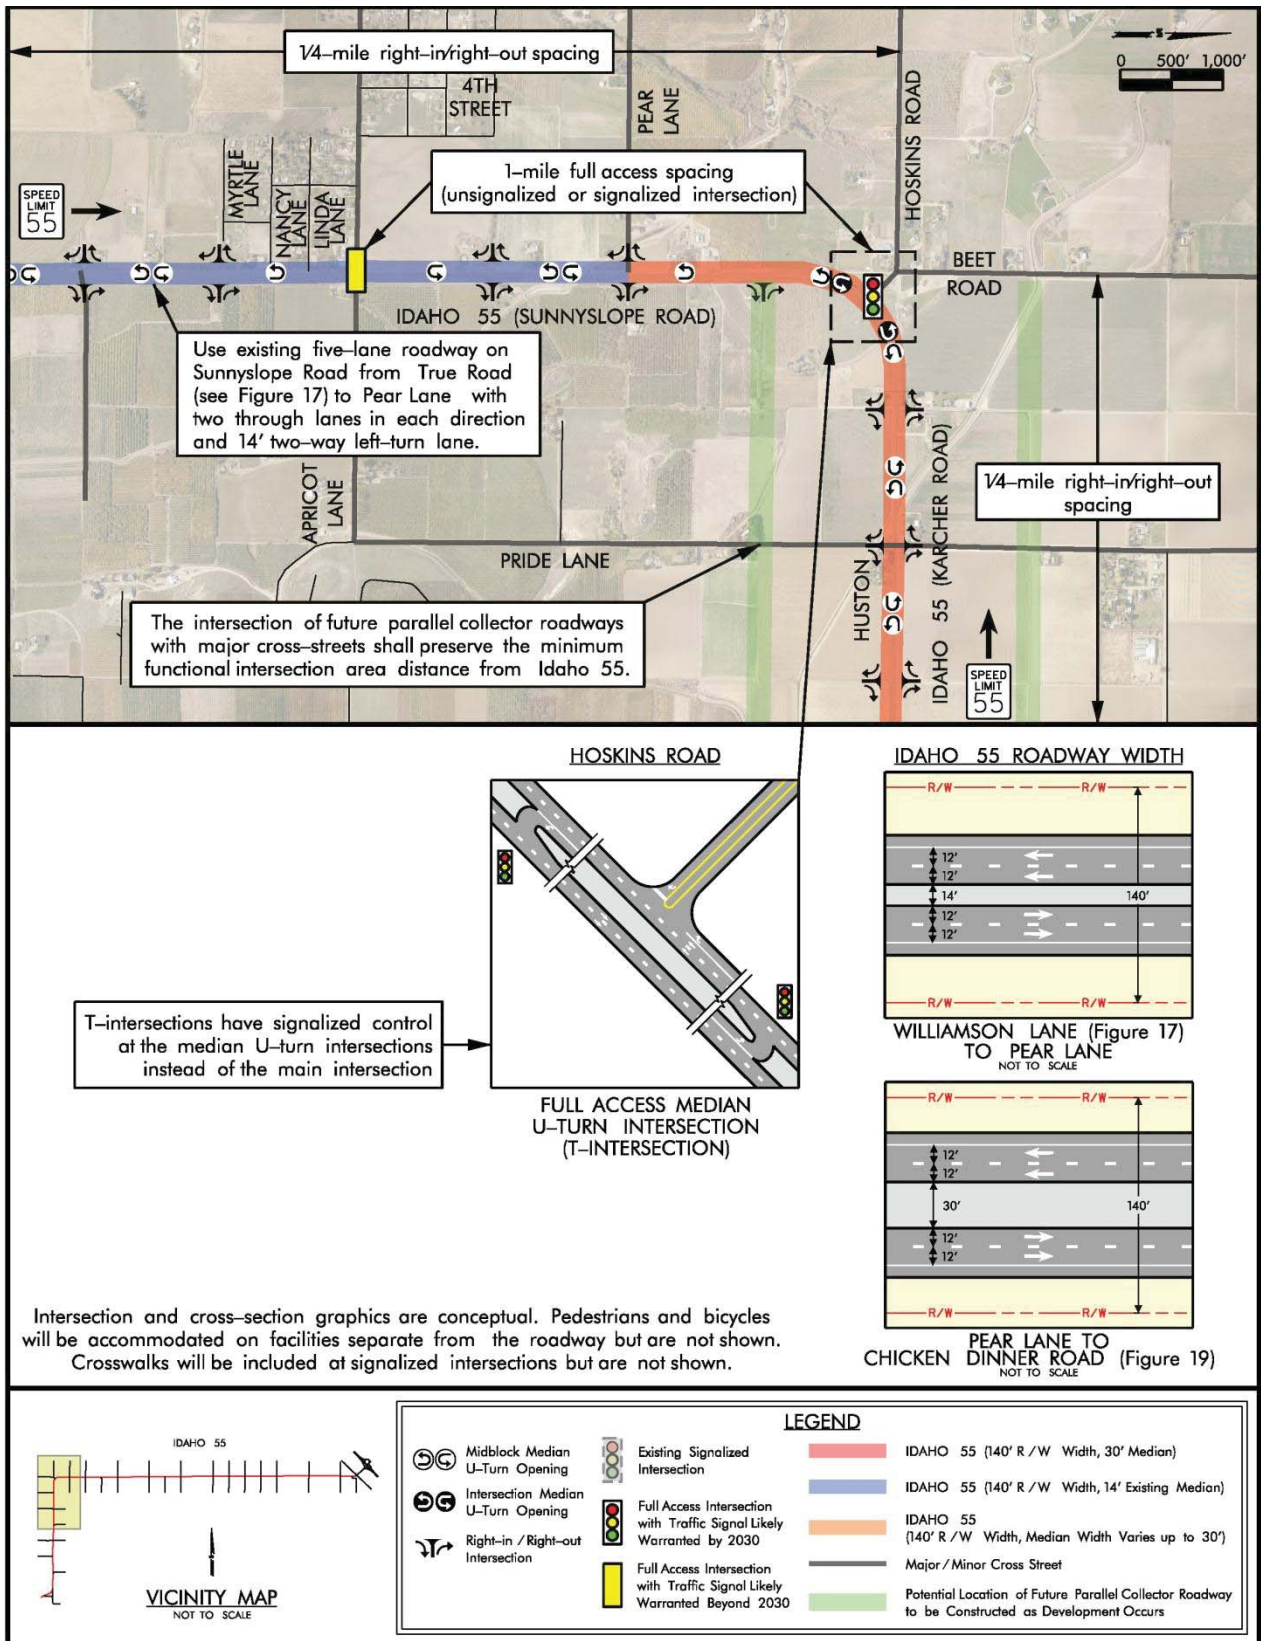 1/4–mile right–in/right–out spacing
4TH
STREET
PEAR
LANE
HOSKINS ROAD
0 500' 1,000'
1–mile full access spacing
(unsignalized or signalized intersection)
SPEED
LIMIT
55
MYRTLE
LANE
NANCY
LANE
LINDA
LANE
BEET
ROAD
IDAHO 55 (SUNNYSLOPE ROAD)
Use existing five–lane roadway on
Sunnyslope Road from True Road
(see Figure 17) to Pear Lane with
two through lanes in each direction
and 14' two–way left–turn lane.
1/4–mile right–in/right–out
spacing
APRICOT
LANE
PRIDE LANE
HUSTON
IDAHO 55 (KARCHER ROAD)
The intersection of future parallel collector roadways
with major cross–streets shall preserve the minimum
functional intersection area distance from Idaho 55.
SPEED
LIMIT
55
HOSKINS ROAD
T–intersections have signalized control
at the median U–turn intersections
instead of the main intersection
FULL ACCESS MEDIAN
U–TURN INTERSECTION
(T–INTERSECTION)
IDAHO 55 ROADWAY WIDTH
R/W R/W
12'
12'
14' 140'
12'
12'
R/W R/W
WILLIAMSON LANE (Figure 17)
TO PEAR LANE
NOT TO SCALE
R/W R/W
12'
12'
30' 140'
12'
12'
R/W R/W
PEAR LANE TO
CHICKEN DINNER ROAD (Figure 19)
NOT TO SCALE
Intersection and cross–section graphics are conceptual. Pedestrians and bicycles
will be accommodated on facilities separate from the roadway but are not shown.
Crosswalks will be included at signalized intersections but are not shown.
IDAHO 55
VICINITY MAP
NOT TO SCALE
LEGEND
Midblock Median
U–Turn Opening
Intersection Median
U–Turn Opening
Right–in / Right–out
Intersection
Existing Signalized
Intersection
Full Access Intersection
with Traffic Signal Likely
Warranted by 2030
Full Access Intersection
with Traffic Signal Likely
Warranted Beyond 2030
IDAHO 55 (140' R / W Width, 30' Median)
IDAHO 55 (140' R / W Width, 14' Existing Median)
IDAHO 55
(140' R / W Width, Median Width Varies up to 30')
Major / Minor Cross Street
Potential Location of Future Parallel Collector Roadway
to be Constructed as Development Occurs